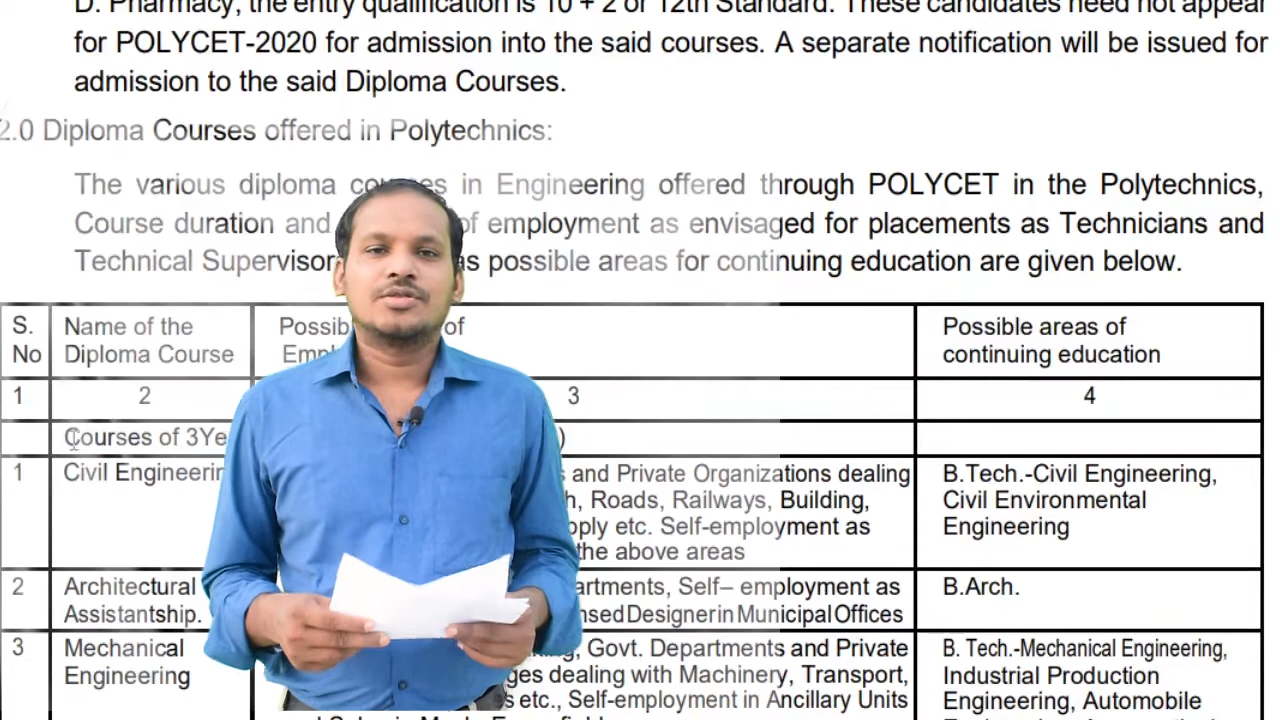 D. Pharmacy, the entry qualification is 10 + 2 or 12th Standard. These candidates need not appear
for POLYCET-2020 for admission into the said courses. A separate notification will be issued for
admission to the said Diploma Courses.
2.0 Diploma Courses offered in Polytechnics:
The various diploma courses in Engineering offered through POLYCET in the Polytechnics,
Course duration and of employment as envisaged for placements as Technicians and
Technical Supervisor as possible areas for continuing education are given below.
S. No
Name of the Diploma Course
of
Possible areas of continuing education
1 2 3 4
Courses of 3Ye )
1 Civil Engineerin
and Private Organizations dealing
Roads, Railways, Building,
etc. Self-employment as
the above areas
B.Tech.-Civil Engineering,
Civil Environmental
Engineering
2 Architectural
Assistantship.
Self– employment as
Designer in Municipal Offices
B.Arch.
3 Mechanical
Engineering
Govt. Departments and Private
dealing with Machinery, Transport,
etc., Self-employment in Ancillary Units
B. Tech.-Mechanical Engineering,
Industrial Production
Engineering, Automobile